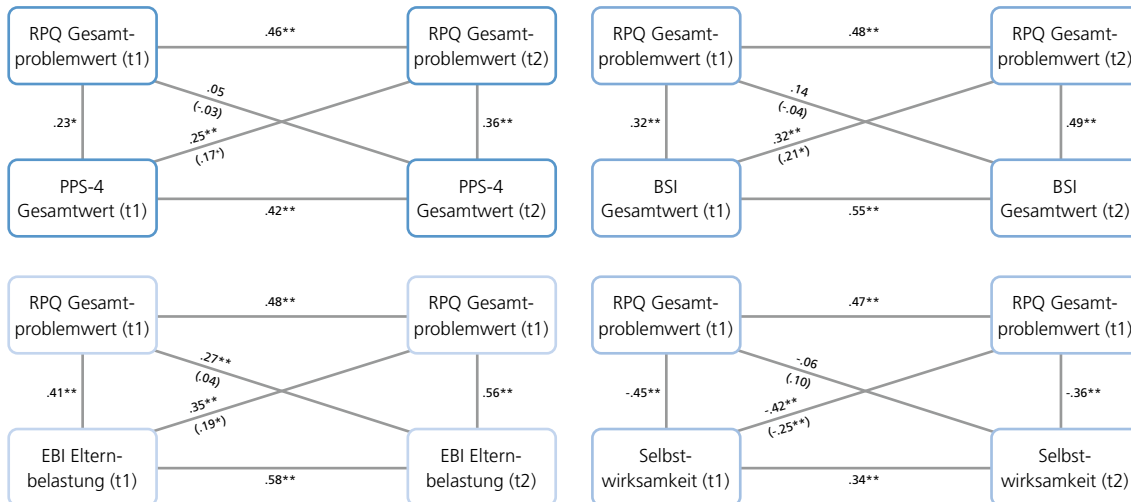 RPQ Gesamt-
problemwert (t1)
.46**
RPQ Gesamt-
problemwert (t2)
.05
(-.03)
.23*
.25**
(.17⁺)
.36**
PPS-4
Gesamtwert (t1)
.42**
PPS-4
Gesamtwert (t2)
RPQ Gesamt-
problemwert (t1)
.48**
RPQ Gesamt-
problemwert (t2)
.14
(-.04)
.32**
.32**
(.21*)
.49**
BSI
Gesamtwert (t1)
.55**
BSI
Gesamtwert (t2)
RPQ Gesamt-
problemwert (t1)
.48**
RPQ Gesamt-
problemwert (t1)
.27**
(.04)
.41**
.35**
(.19*)
.56**
EBI Eltern-
belastung (t1)
.58**
EBI Eltern-
belastung (t2)
RPQ Gesamt-
problemwert (t1)
.47**
RPQ Gesamt-
problemwert (t1)
-.06
(.10)
-.45**
-.42**
(-.25**)
-.36**
Selbst-
wirksamkeit (t1)
.34**
Selbst-
wirksamkeit (t2)